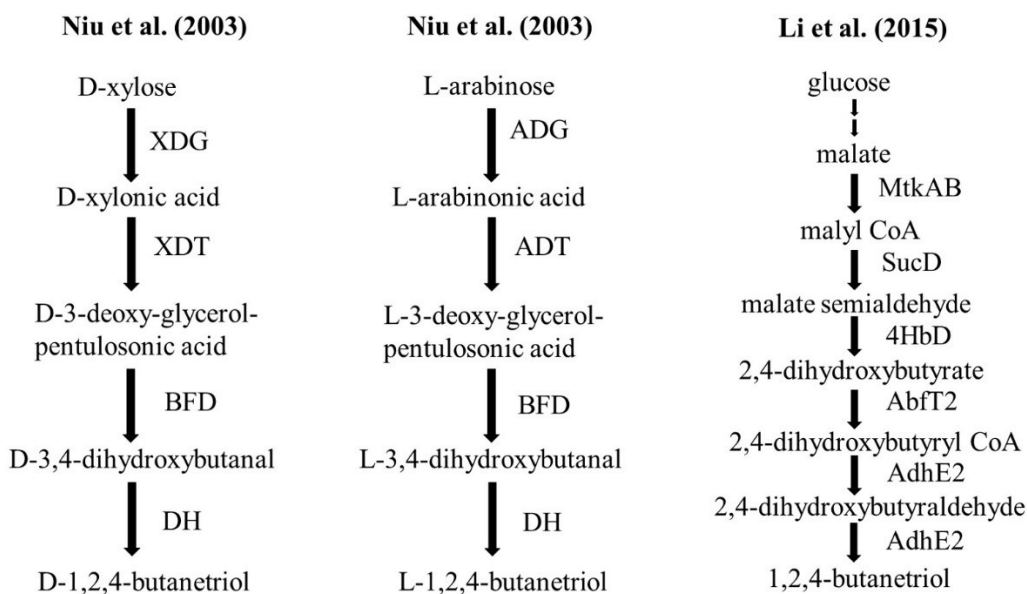 Niu et al. (2003)
D-xylose
XDG
D-xylonic acid
XDT
D-3-deoxy-glycerol-
pentulosonic acid
BFD
D-3,4-dihydroxybutanal
DH
D-1,2,4-butanetriol
Niu et al. (2003)
L-arabinose
ADG
L-arabinonic acid
ADT
L-3-deoxy-glycerol-
pentulosonic acid
BFD
L-3,4-dihydroxybutanal
DH
L-1,2,4-butanetriol
Li et al. (2015)
glucose
malate
MtkAB
malyl CoA
SucD
malate semialdehyde
4HbD
2,4-dihydroxybutyrate
AbfT2
2,4-dihydroxybutyryl CoA
AdhE2
2,4-dihydroxybutyraldehyde
AdhE2
1,2,4-butanetriol